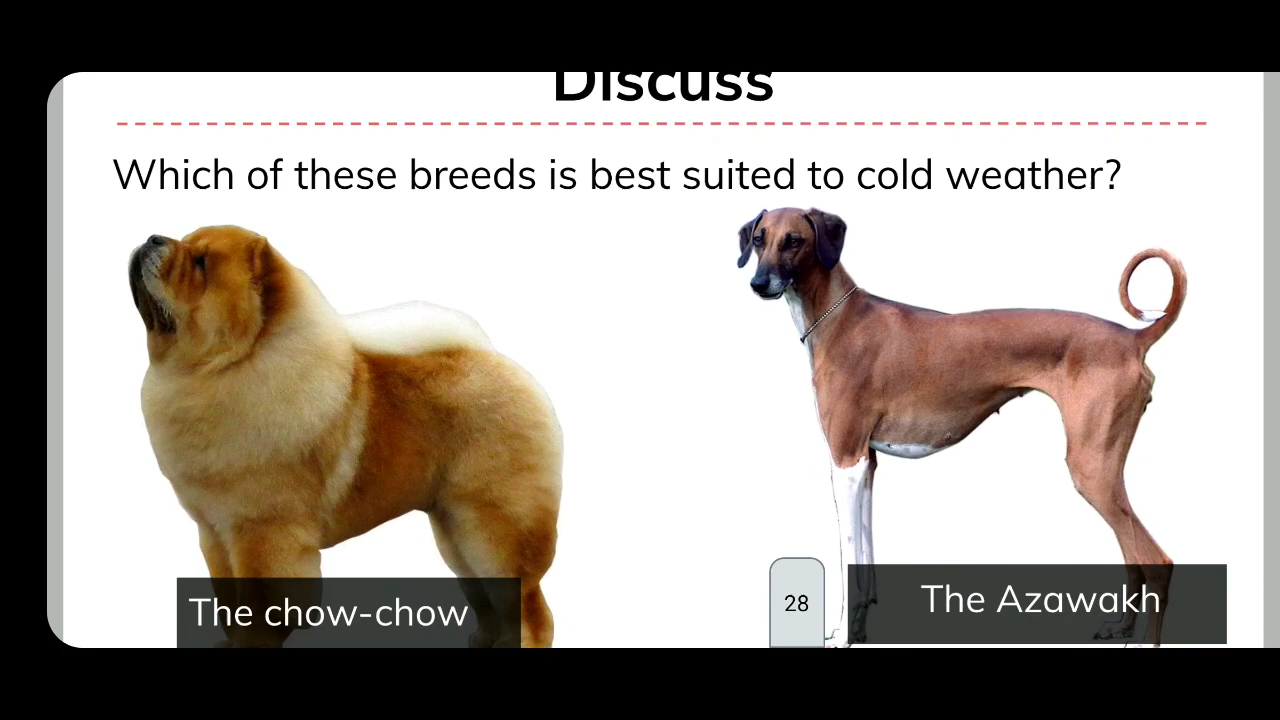 Discuss
Which of these breeds is best suited to cold weather?
The chow-chow
28
The Azawakh